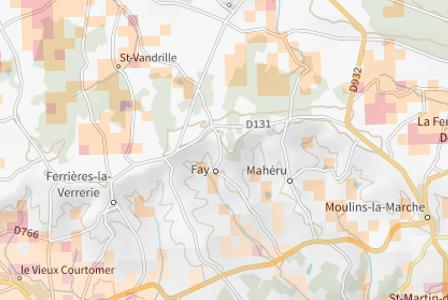 St-Vandrille
D932
D131
La Fer
D
Ferrières-la-
Verrerie
Fay
Mahéru
Moulins-la-Marche
D766
le Vieux Courtomer
St-Martin-d